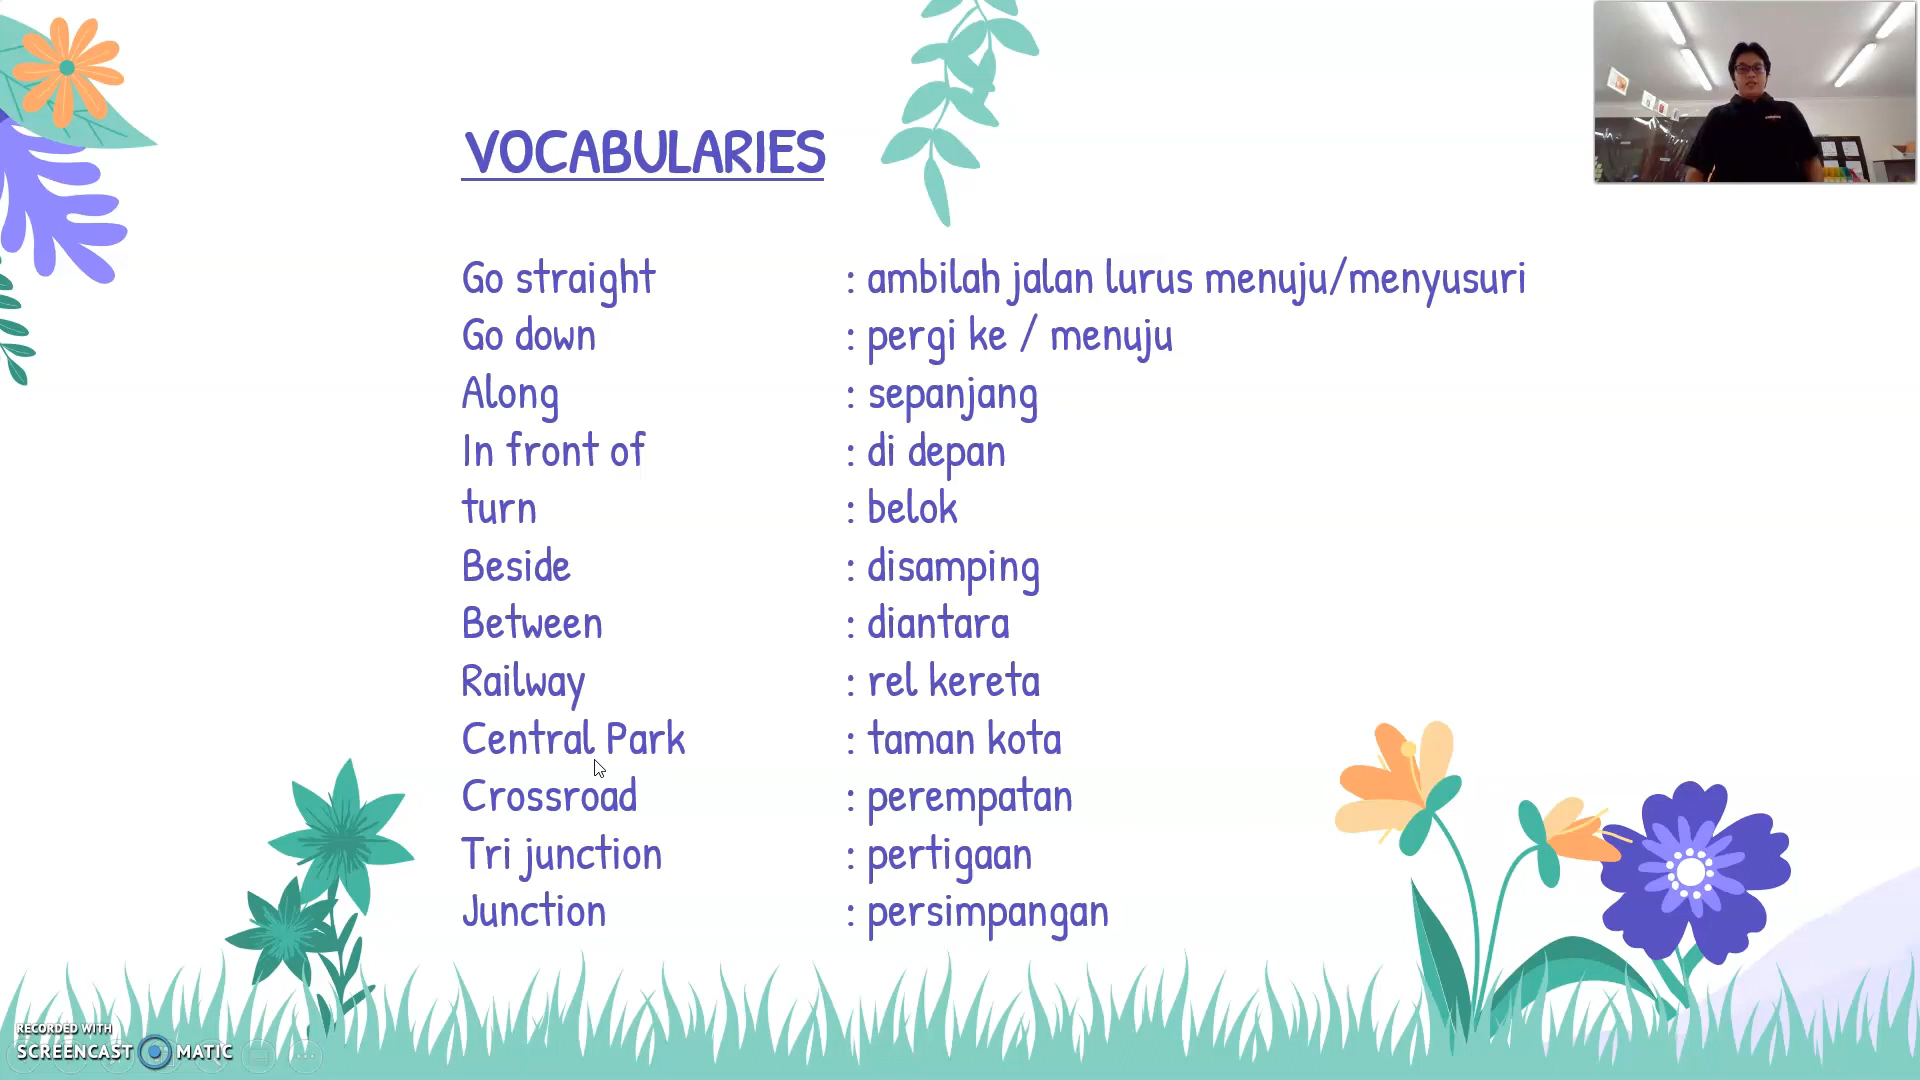 VOCABULARIES
Go straight : ambilah jalan lurus menuju/menyusuri
Go down : pergi ke / menuju
Along : sepanjang
In front of : di depan
turn : belok
Beside : disamping
Between : diantara
Railway : rel kereta
Central Park : taman kota
Crossroad : perempatan
Tri junction : pertigaan
Junction : persimpangan
RECORDED WITH
SCREENCAST MATIC